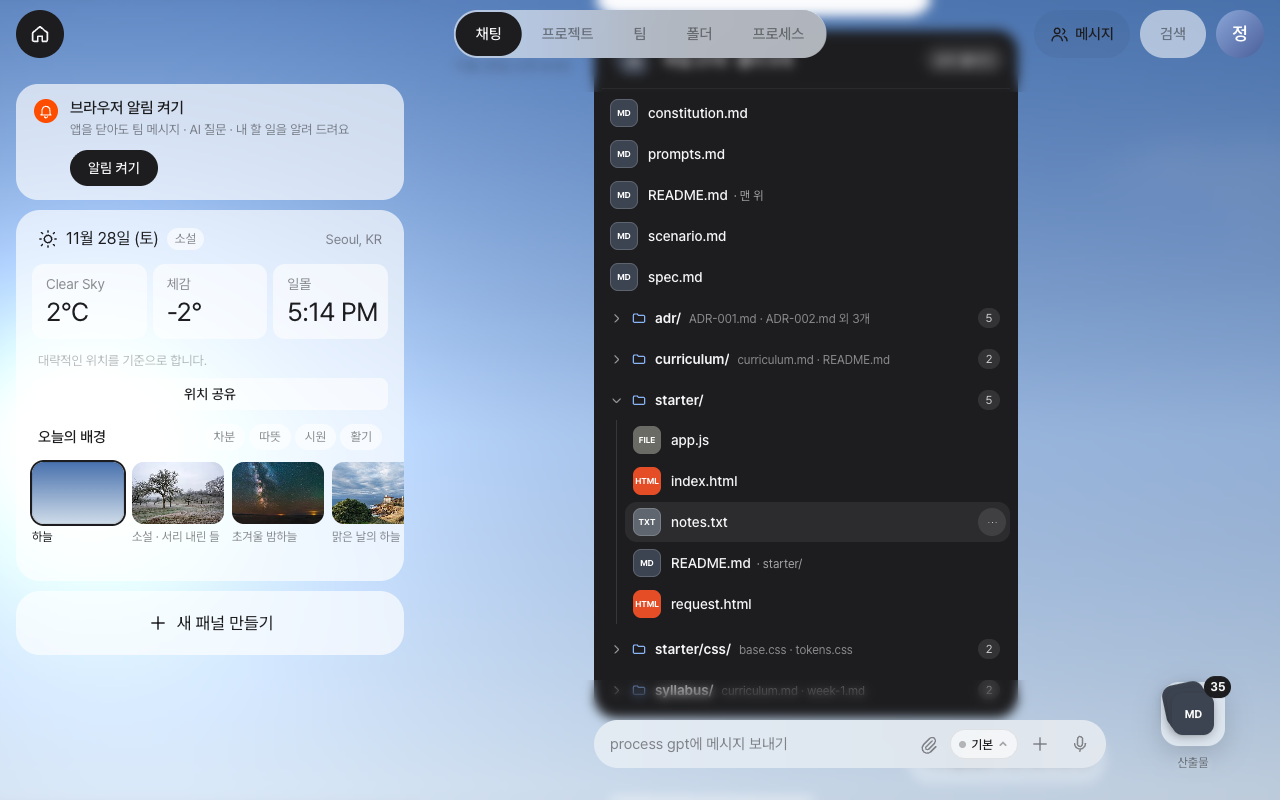 채팅
프로젝트
팀
폴더
프로세스
메시지
검색
정
브라우저 알림 켜기
앱을 닫아도 팀 메시지 · AI 질문 · 내 할 일을 알려 드려요
알림 켜기
11월 28일 (토)
소설
Seoul, KR
Clear Sky
2°C
체감
-2°
일몰
5:14 PM
대략적인 위치를 기준으로 합니다.
위치 공유
오늘의 배경
차분
따뜻
시원
활기
하늘
소설 · 서리 내린 들
초겨울 밤하늘
맑은 날의 하늘
새 패널 만들기
MD constitution.md
MD prompts.md
MD README.md · 맨 위
MD scenario.md
MD spec.md
adr/ ADR-001.md · ADR-002.md 외 3개 5
curriculum/ curriculum.md · README.md 2
starter/ 5
FILE app.js
HTML index.html
TXT notes.txt ···
MD README.md · starter/
HTML request.html
starter/css/ base.css · tokens.css 2
syllabus/ curriculum.md · week-1.md 2
process gpt에 메시지 보내기
기본
35
MD
산출물